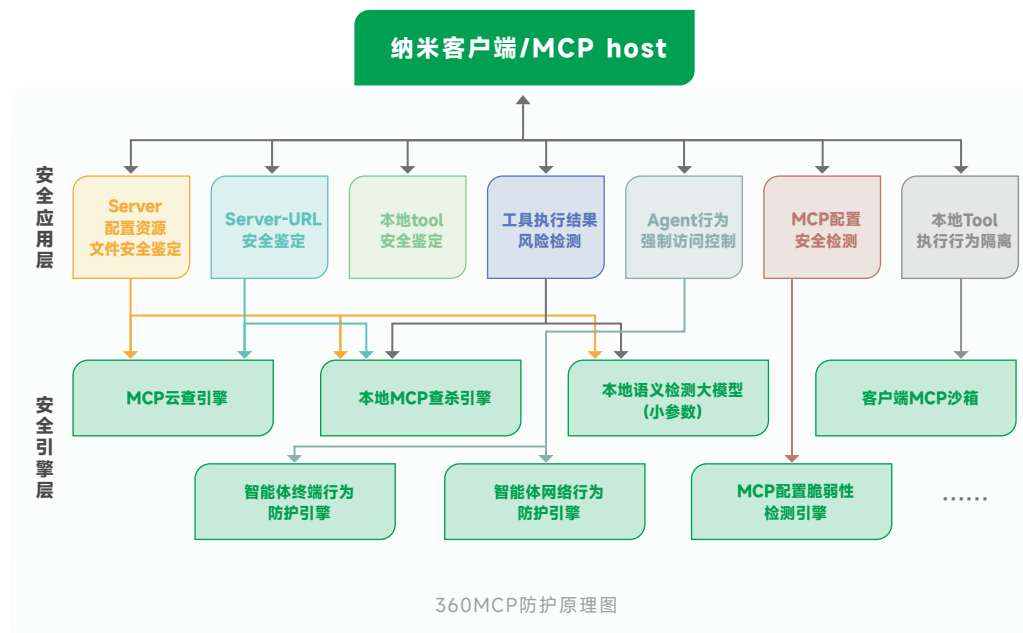 纳米客户端/MCP host
安全应用层
Server
配置资源
文件安全鉴定
Server-URL
安全鉴定
本地tool
安全鉴定
工具执行结果
风险检测
Agent行为
强制访问控制
MCP配置
安全检测
本地Tool
执行行为隔离
安全引擎层
MCP云查引擎
本地MCP查杀引擎
本地语义检测大模型
(小参数)
客户端MCP沙箱
智能体终端行为
防护引擎
智能体网络行为
防护引擎
MCP配置脆弱性
检测引擎
······
360MCP防护原理图